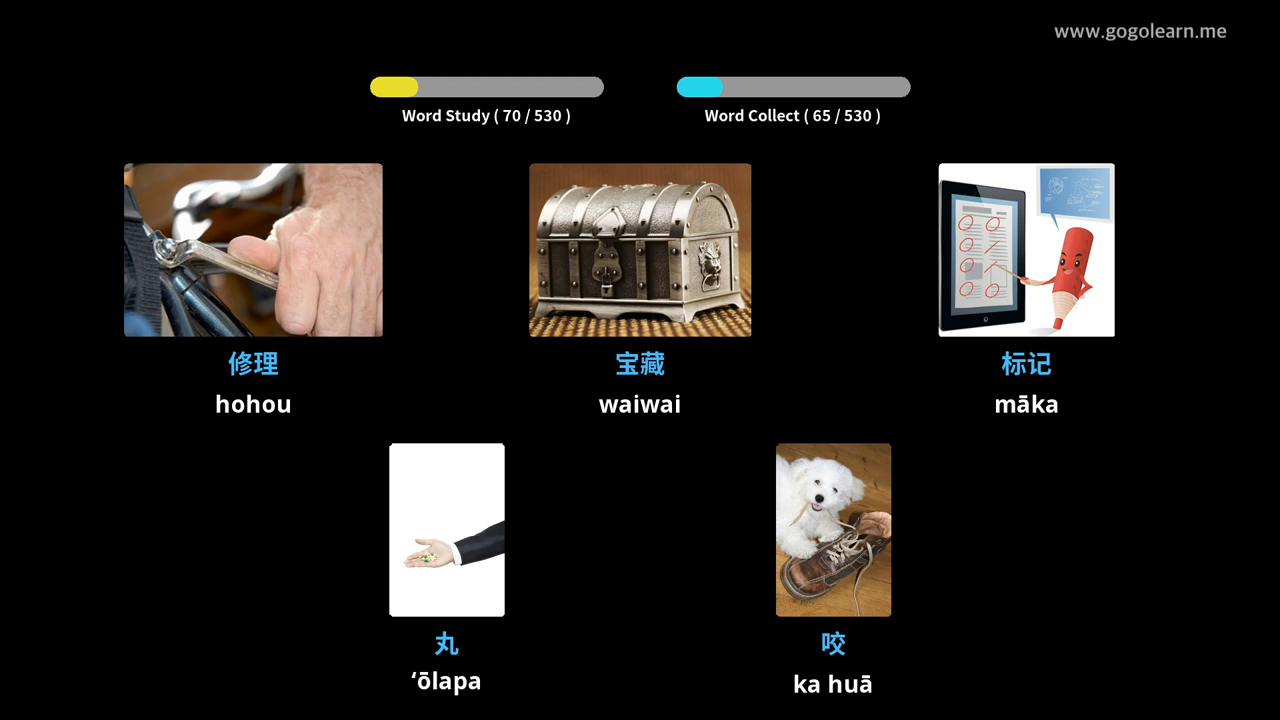 www.gogolearn.me
Word Study ( 70 / 530 )
Word Collect ( 65 / 530 )
修理
hohou
宝藏
waiwai
标记
māka
丸
ʻōlapa
咬
ka huā